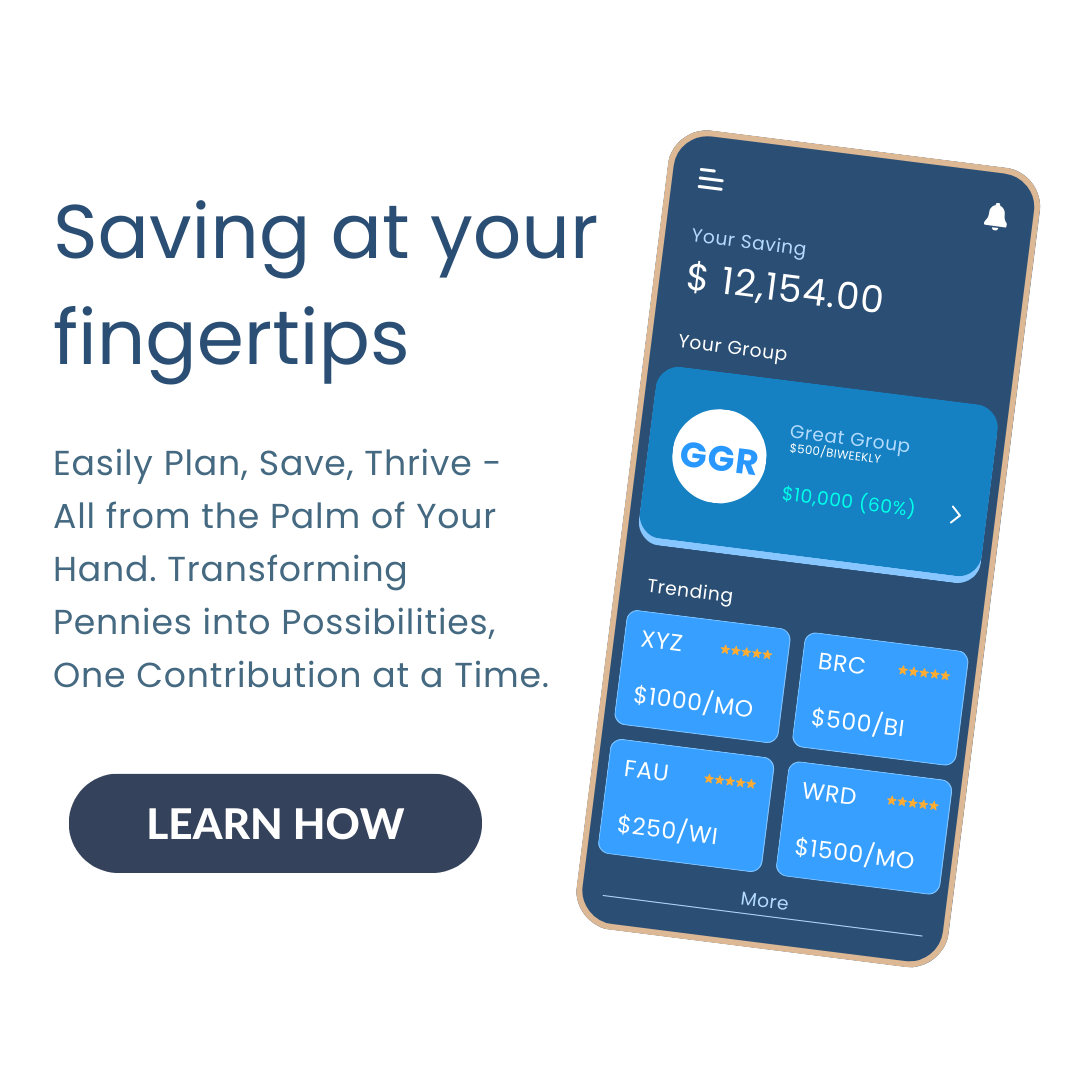 Saving at your
fingertips
Easily Plan, Save, Thrive -
All from the Palm of Your
Hand. Transforming
Pennies into Possibilities,
One Contribution at a Time.
LEARN HOW
Your Saving
$ 12,154.00
Your Group
GGR
Great Group
$500/BIWEEKLY
$10,000 (60%)
Trending
XYZ
$1000/MO
BRC
$500/BI
FAU
$250/WI
WRD
$1500/MO
More